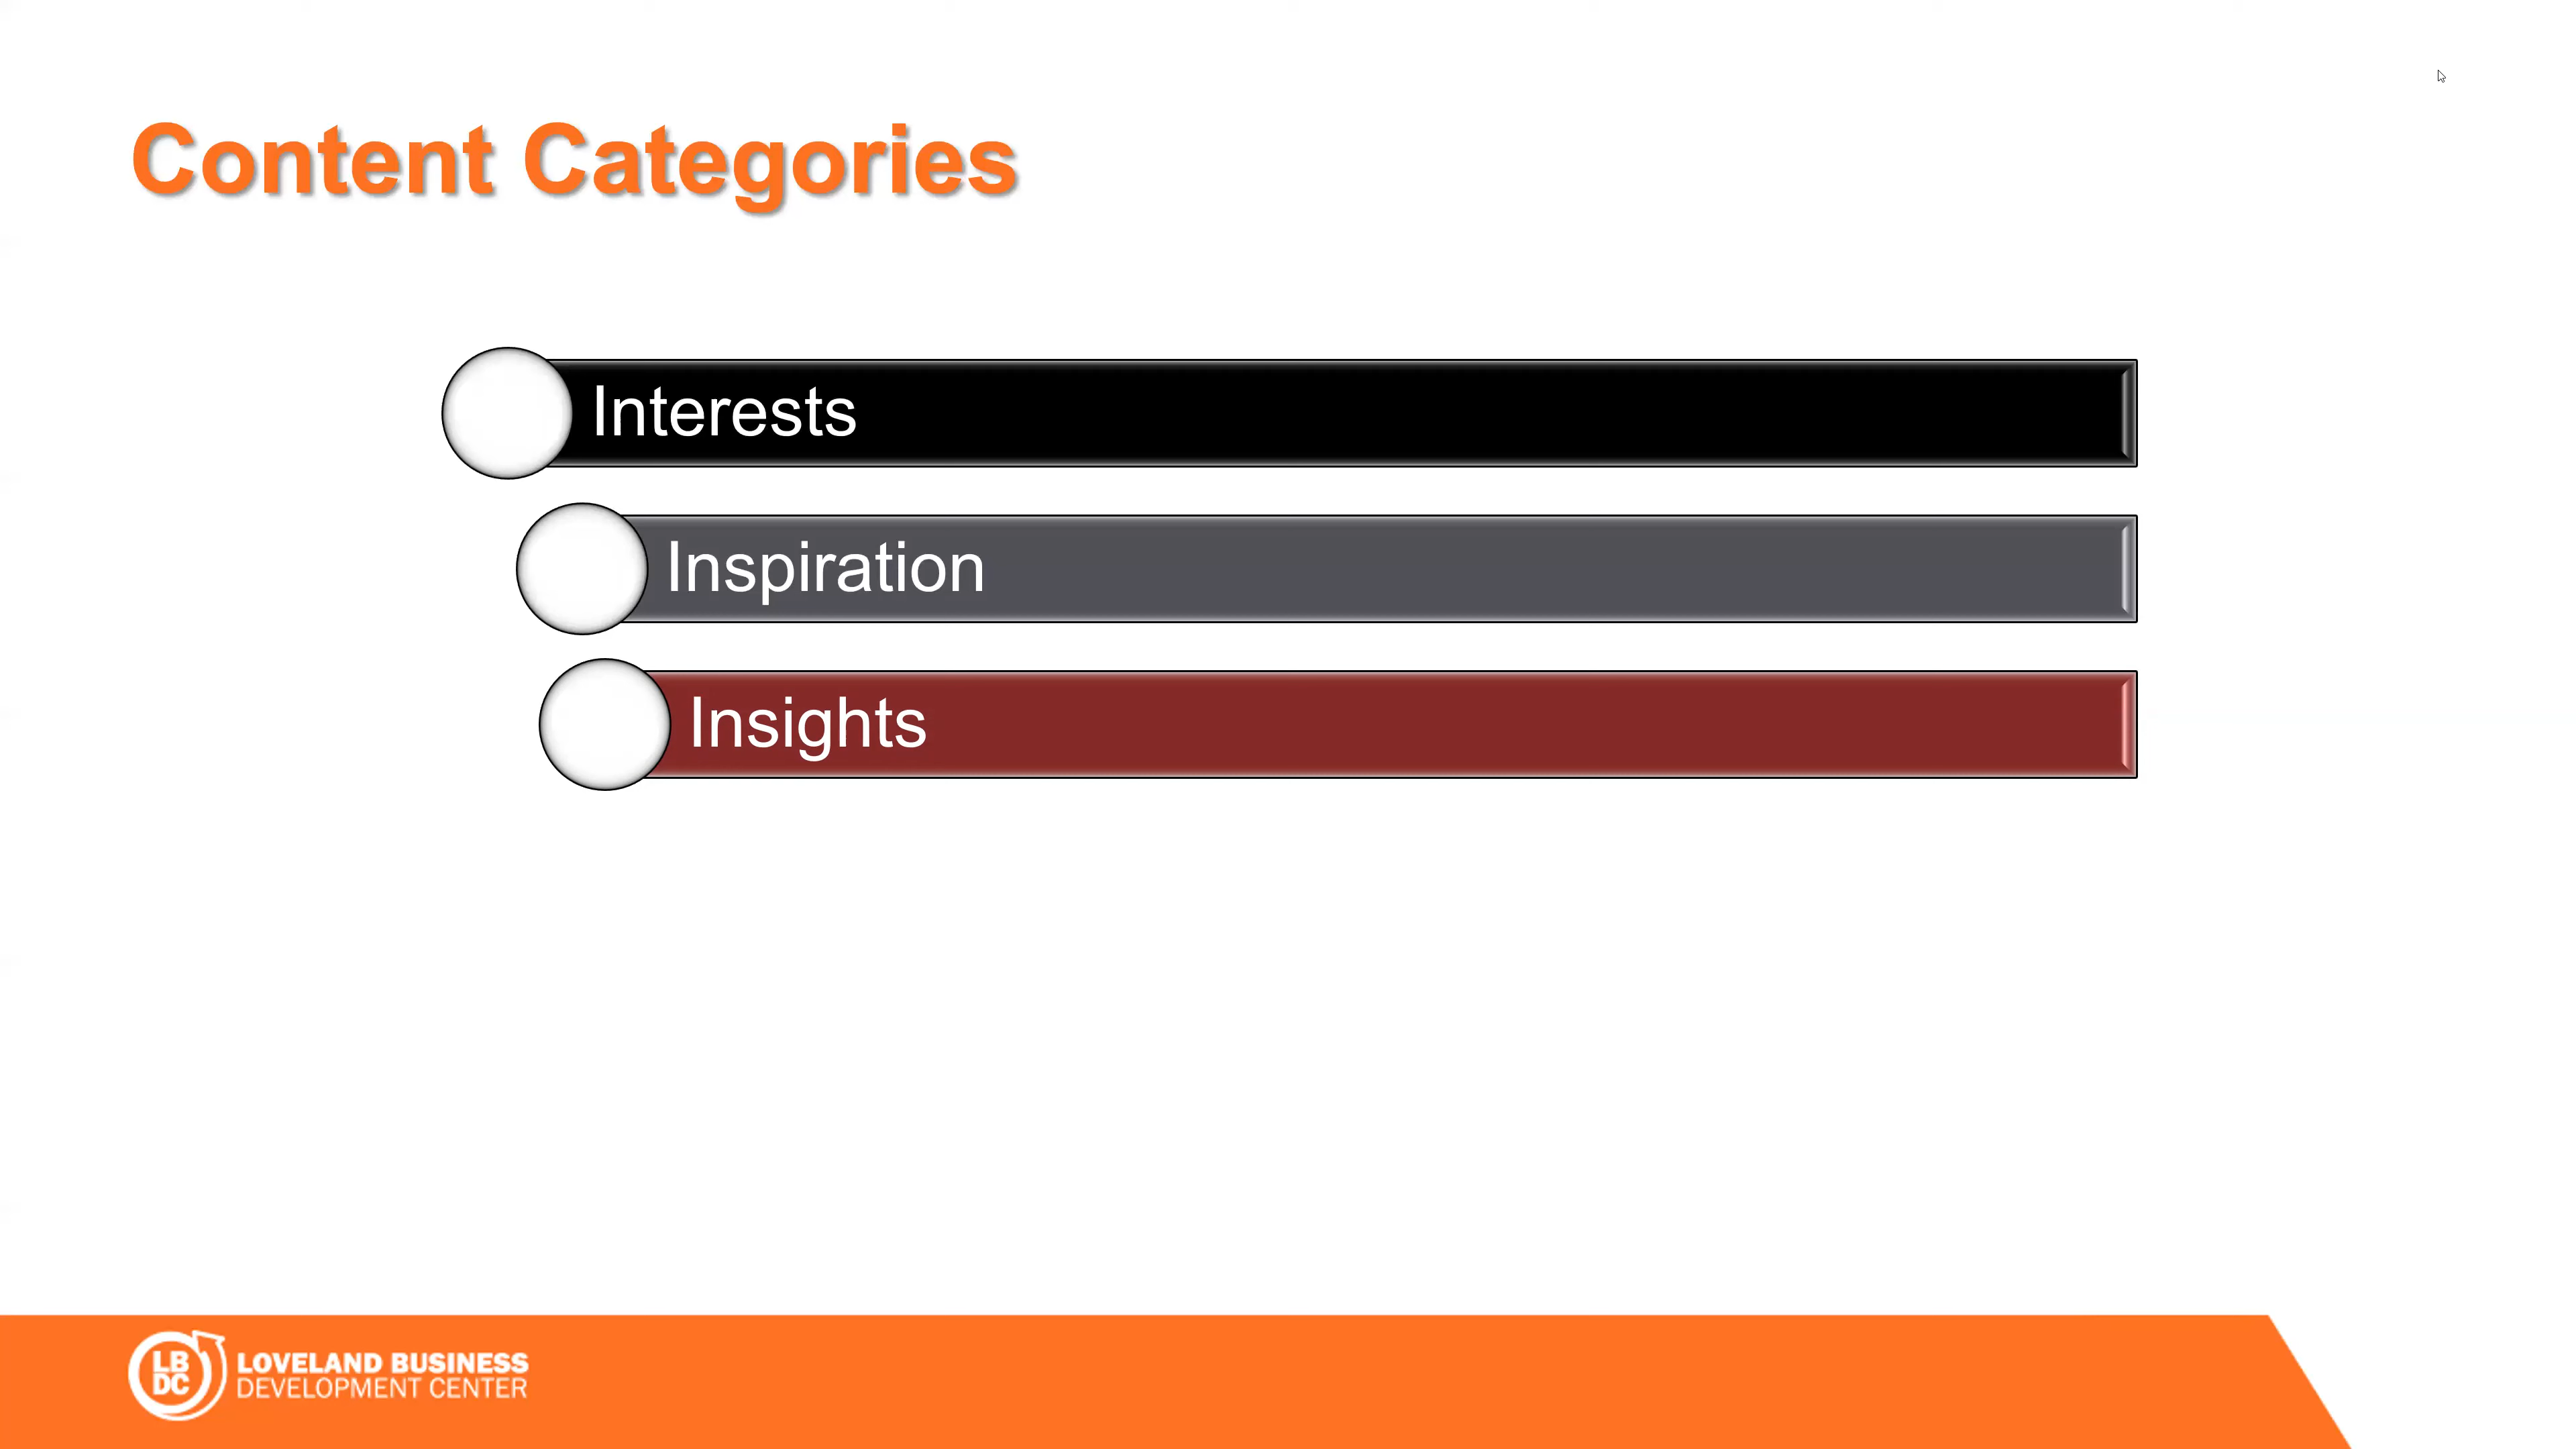 Content Categories
Interests
Inspiration
Insights
LB
DC
LOVELAND BUSINESS
DEVELOPMENT CENTER